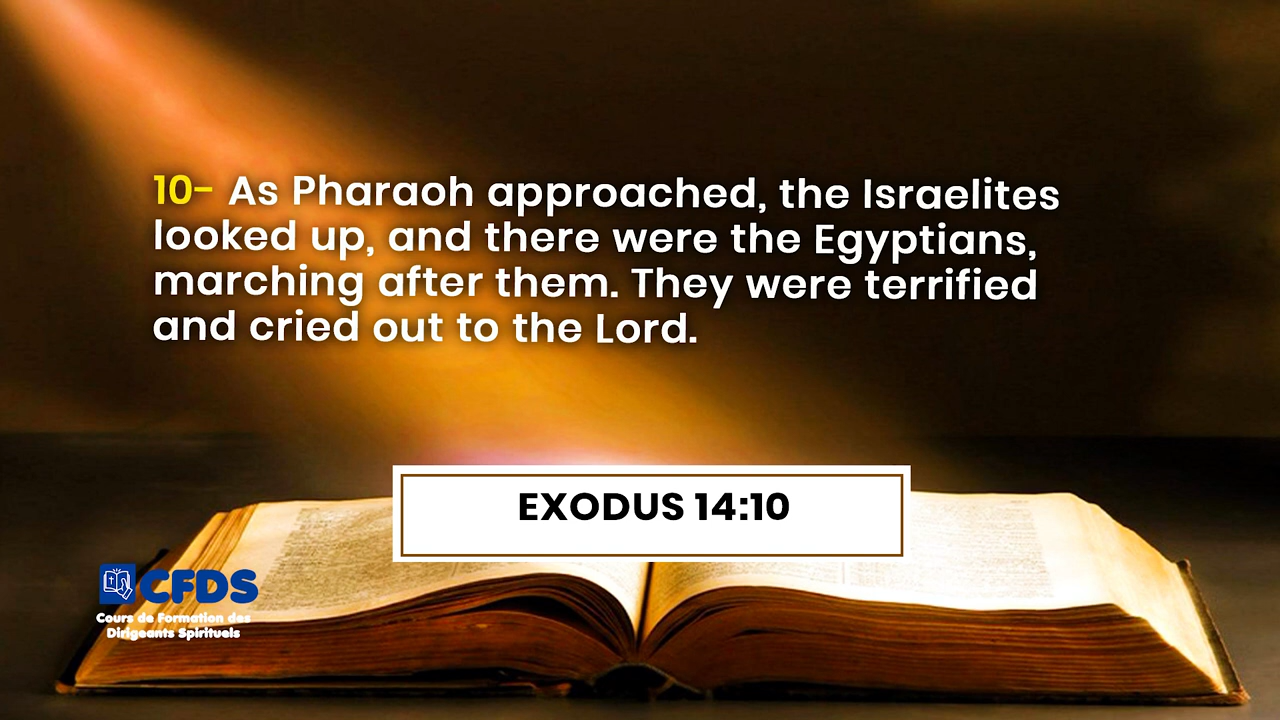 10- As Pharaoh approached, the Israelites
looked up, and there were the Egyptians,
marching after them. They were terrified
and cried out to the Lord.
EXODUS 14:10
CFDS
Cours de Formation des
Dirigeants Spirituels